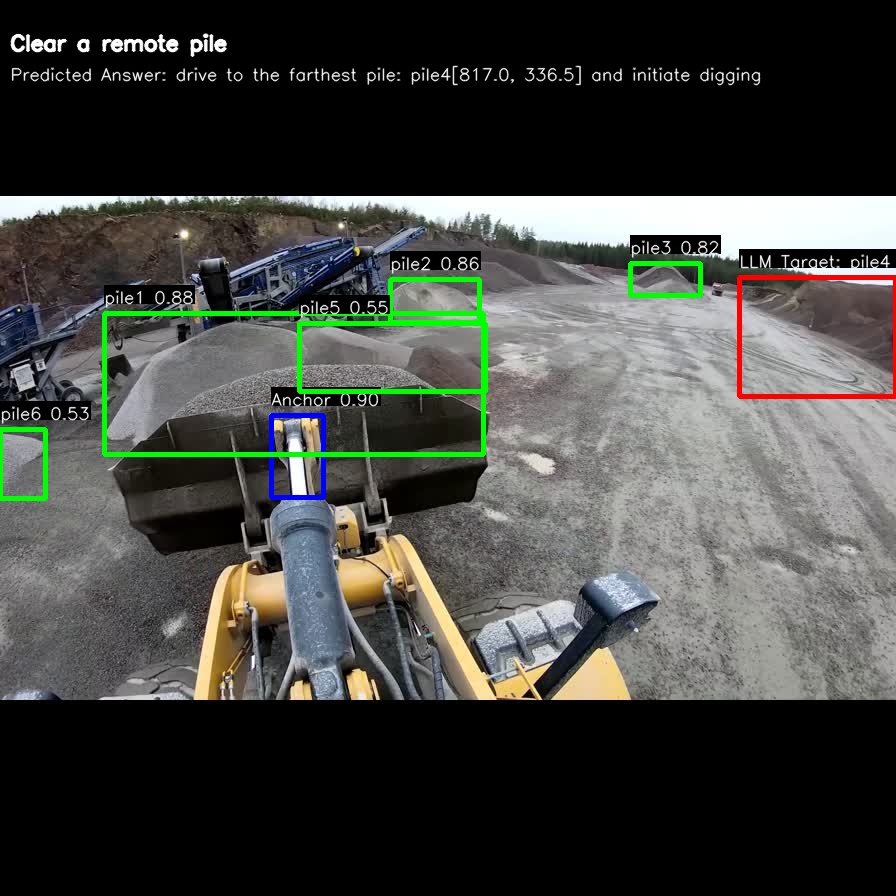 Clear a remote pile
Predicted Answer: drive to the farthest pile: pile4[817.0, 336.5] and initiate digging
pile3 0.82
pile2 0.86
LLM Target: pile4
pile1 0.88
pile5 0.55
Anchor 0.90
pile6 0.53